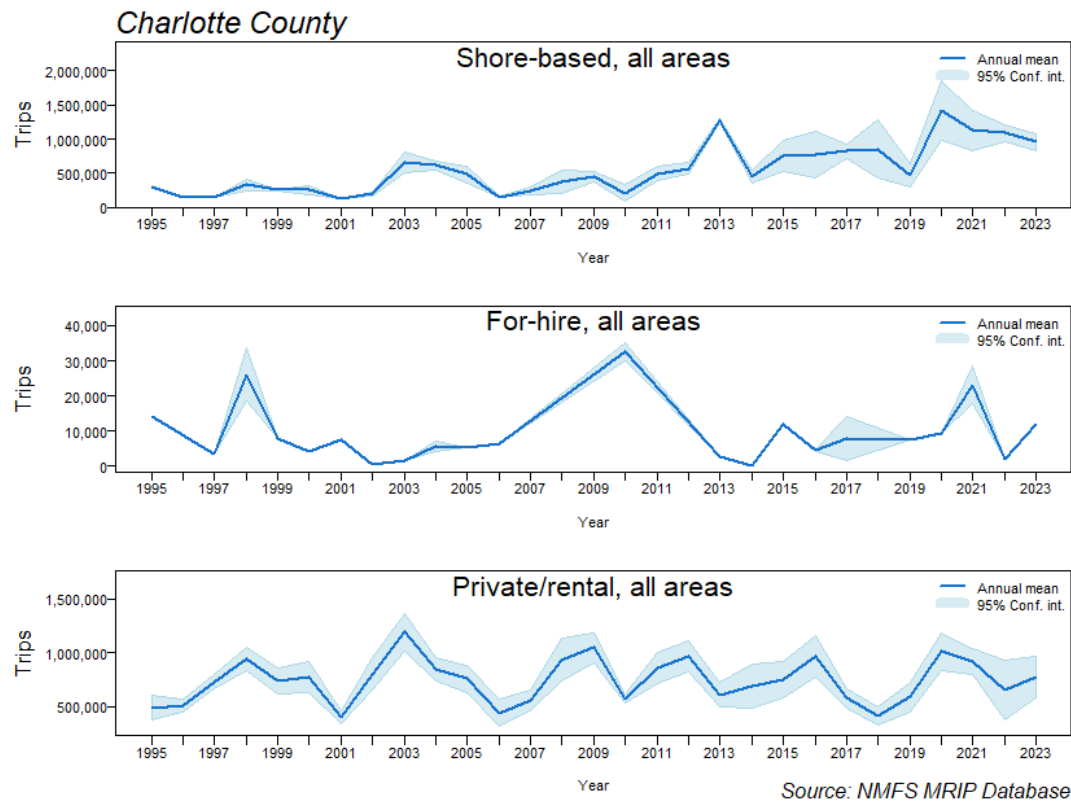 Charlotte County
Shore-based, all areas
Annual mean
95% Conf. int.
Trips
2,000,000
1,500,000
1,000,000
500,000
0
1995 1997 1999 2001 2003 2005 2007 2009 2011 2013 2015 2017 2019 2021 2023
Year
For-hire, all areas
Annual mean
95% Conf. int.
Trips
40,000
30,000
20,000
10,000
0
1995 1997 1999 2001 2003 2005 2007 2009 2011 2013 2015 2017 2019 2021 2023
Year
Private/rental, all areas
Annual mean
95% Conf. int.
Trips
1,500,000
1,000,000
500,000
1995 1997 1999 2001 2003 2005 2007 2009 2011 2013 2015 2017 2019 2021 2023
Year
Source: NMFS MRIP Database